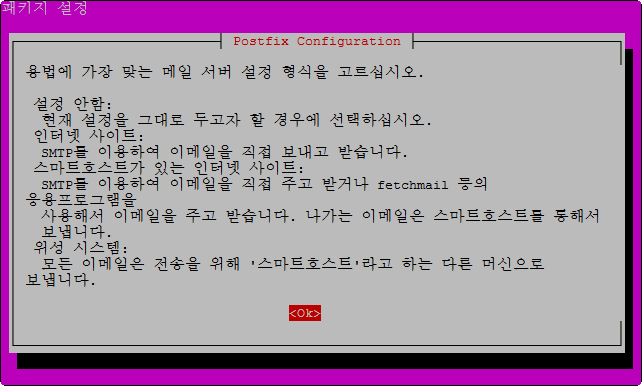 패키지 설정
Postfix Configuration
용법에 가장 맞는 메일 서버 설정 형식을 고르십시오.
설정 안함:
현재 설정을 그대로 두고자 할 경우에 선택하십시오.
인터넷 사이트:
SMTP를 이용하여 이메일을 직접 보내고 받습니다.
스마트호스트가 있는 인터넷 사이트:
SMTP를 이용하여 이메일을 직접 주고 받거나 fetchmail 등의
응용프로그램을
사용해서 이메일을 주고 받습니다. 나가는 이메일은 스마트호스트를 통해서
보냅니다.
위성 시스템:
모든 이메일은 전송을 위해 '스마트호스트'라고 하는 다른 머신으로
보냅니다.
<Ok>